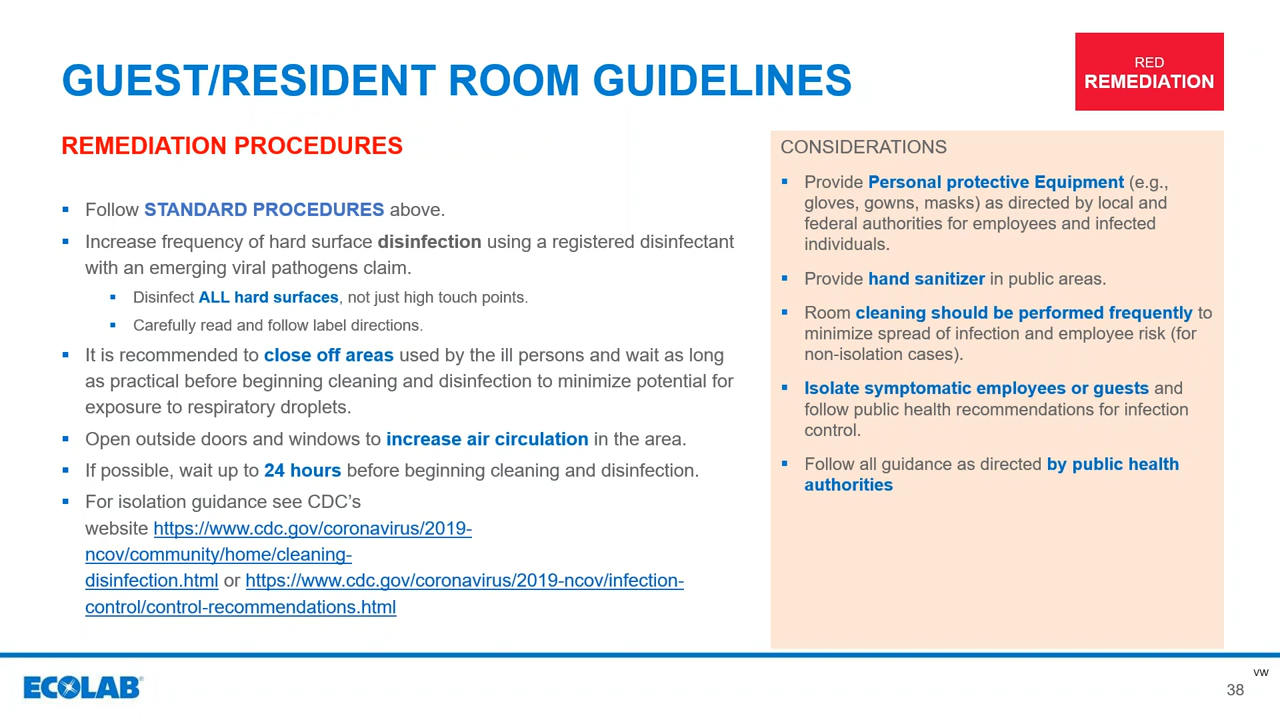 GUEST/RESIDENT ROOM GUIDELINES
RED
REMEDIATION
REMEDIATION PROCEDURES
▪ Follow STANDARD PROCEDURES above.
▪ Increase frequency of hard surface disinfection using a registered disinfectant
with an emerging viral pathogens claim.
▪ Disinfect ALL hard surfaces, not just high touch points.
▪ Carefully read and follow label directions.
▪ It is recommended to close off areas used by the ill persons and wait as long
as practical before beginning cleaning and disinfection to minimize potential for
exposure to respiratory droplets.
▪ Open outside doors and windows to increase air circulation in the area.
▪ If possible, wait up to 24 hours before beginning cleaning and disinfection.
▪ For isolation guidance see CDC's
website https://www.cdc.gov/coronavirus/2019-
ncov/community/home/cleaning-
disinfection.html or https://www.cdc.gov/coronavirus/2019-ncov/infection-
control/control-recommendations.html
CONSIDERATIONS
▪ Provide Personal protective Equipment (e.g.,
gloves, gowns, masks) as directed by local and
federal authorities for employees and infected
individuals.
▪ Provide hand sanitizer in public areas.
▪ Room cleaning should be performed frequently to
minimize spread of infection and employee risk (for
non-isolation cases).
▪ Isolate symptomatic employees or guests and
follow public health recommendations for infection
control.
▪ Follow all guidance as directed by public health
authorities
ECOLAB®
VW
38